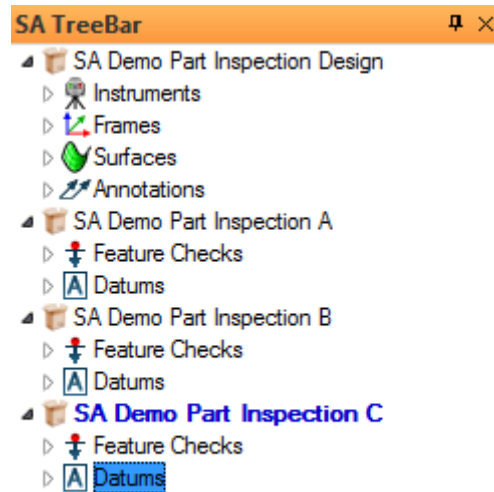 SA TreeBar
SA Demo Part Inspection Design
Instruments
Frames
Surfaces
Annotations
SA Demo Part Inspection A
Feature Checks
A Datums
SA Demo Part Inspection B
Feature Checks
A Datums
SA Demo Part Inspection C
Feature Checks
A Datums